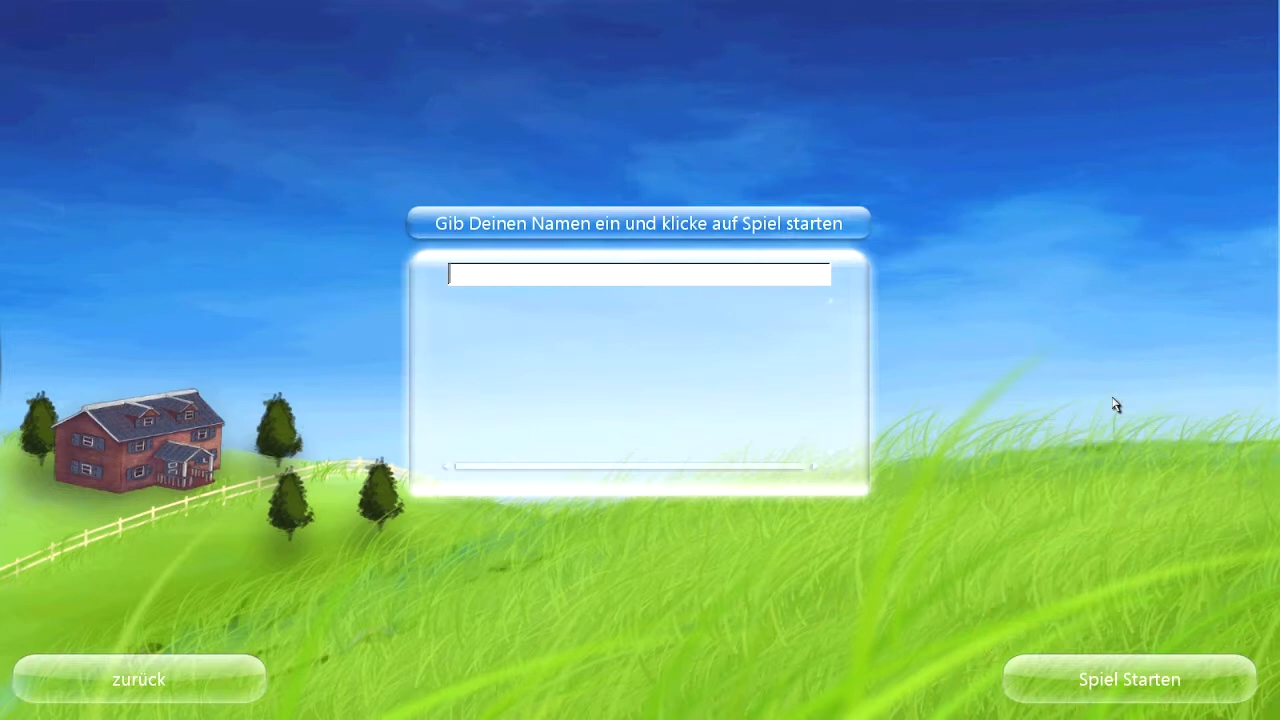 Gib Deinen Namen ein und klicke auf Spiel starten
zurück
Spiel Starten